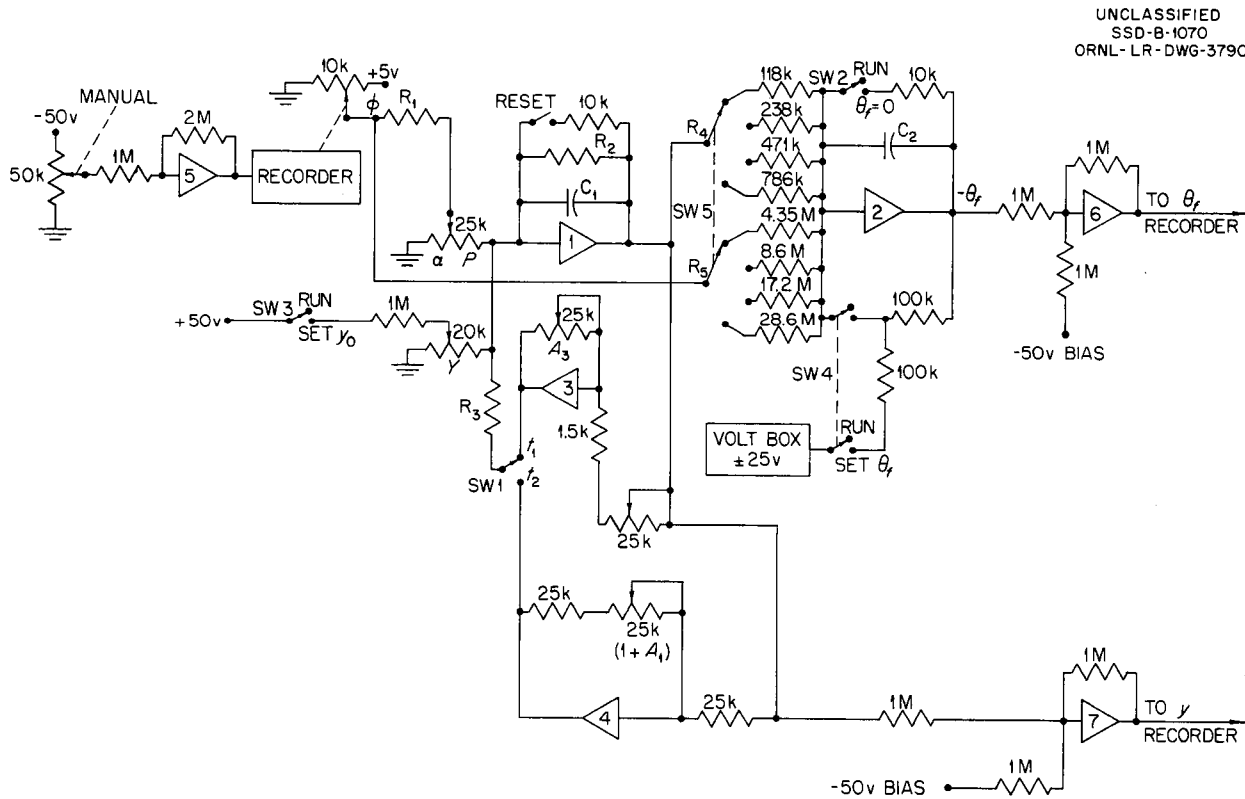 UNCLASSIFIED
SSD-B-1070
ORNL-LR-DWG-3790
10k
+5v
MANUAL
ϕ
R1
-50v
2M
50k
1M
5
RECORDER
RESET
10k
R2
C1
1
25k
α
P
118k
SW2
RUN
10k
θf=0
R4
238k
471k
C2
786k
SW5
2
-θf
4.35M
R5
8.6M
17.2M
28.6M
100k
100k
SW4
1M
1M
6
TO θf
RECORDER
1M
-50v BIAS
VOLT BOX
±25v
RUN
SET θf
+50v
SW3
RUN
SET y0
1M
20k
Y
R3
25k
A3
3
1.5k
t1
SW1
t2
25k
25k
25k
(1+A1)
4
25k
1M
1M
7
TO y
RECORDER
-50v BIAS
1M